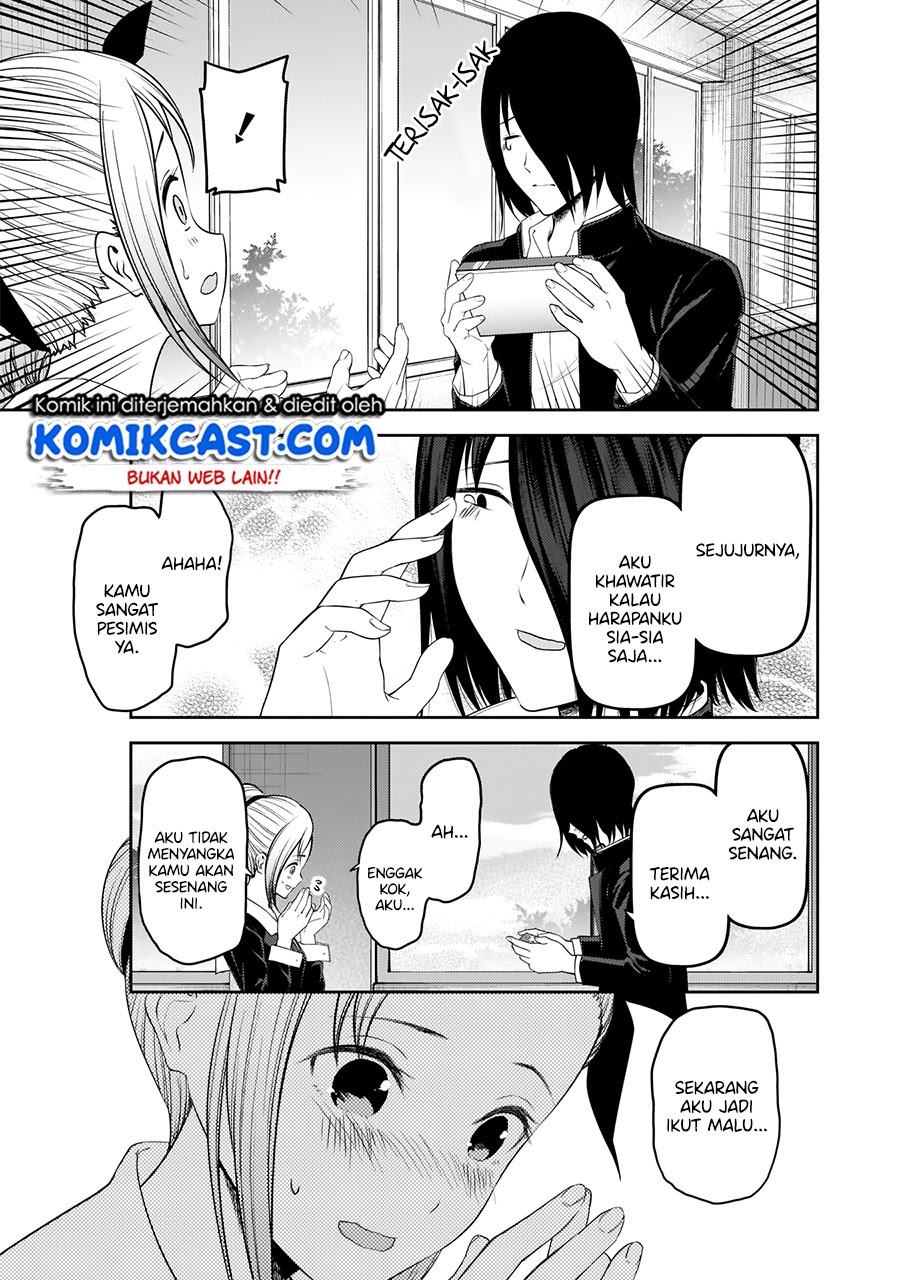 TERISAK-ISAK
!
Komik ini diterjemahkan & diedit oleh
KOMIKCAST.COM
BUKAN WEB LAIN!!
SEJUJURNYA,
AKU
KHAWATIR
KALAU
HARAPANKU
SIA-SIA
SAJA...
AHAHA!
KAMU
SANGAT
PESIMIS
YA.
AKU
SANGAT
SENANG.
TERIMA
KASIH...
AH...
ENGGAK
KOK,
AKU...
AKU TIDAK
MENYANGKA
KAMU AKAN
SESENANG
INI.
SEKARANG
AKU JADI
IKUT MALU...